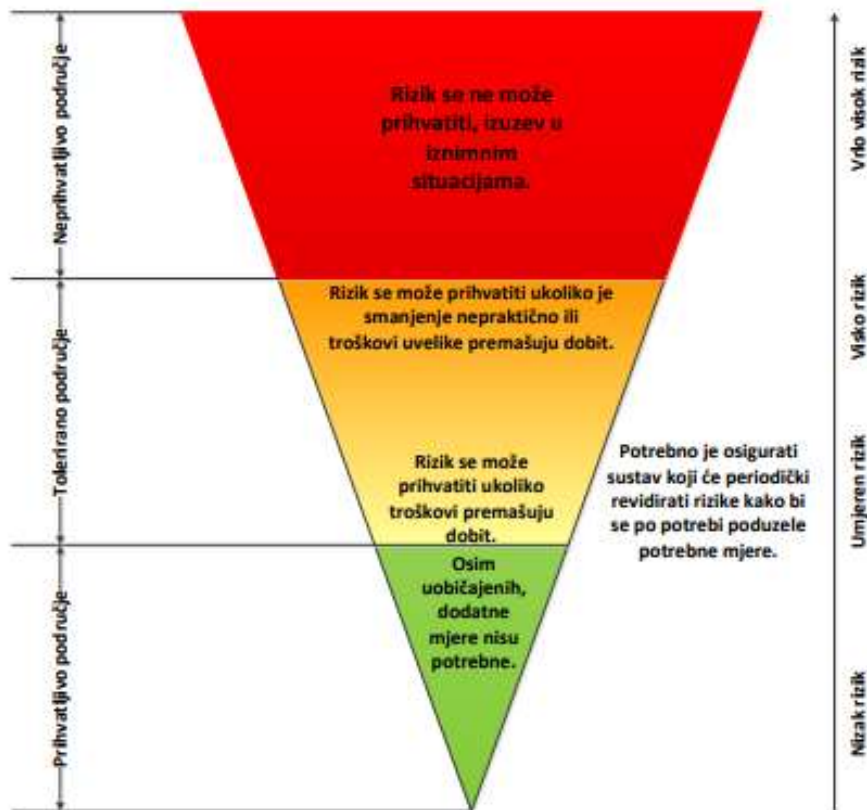 Neprihvatljivo područje
Rizik se ne može
prihvatiti, izuzev u
iznimnim
situacijama.
Vrlo visok rizik
Tolerirano područje
Rizik se može prihvatiti ukoliko je
smanjenje nepraktično ili
troškovi uvelike premašuju dobit.
Visko rizik
Rizik se može
prihvatiti ukoliko
troškovi premašuju
dobit.
Potrebno je osigurati
sustav koji će periodički
revidirati rizike kako bi
se po potrebi poduzele
potrebne mjere.
Umjeren rizik
Prihvatljivo područje
Osim
uobičajenih,
dodatne
mjere nisu
potrebne.
Nizak rizik